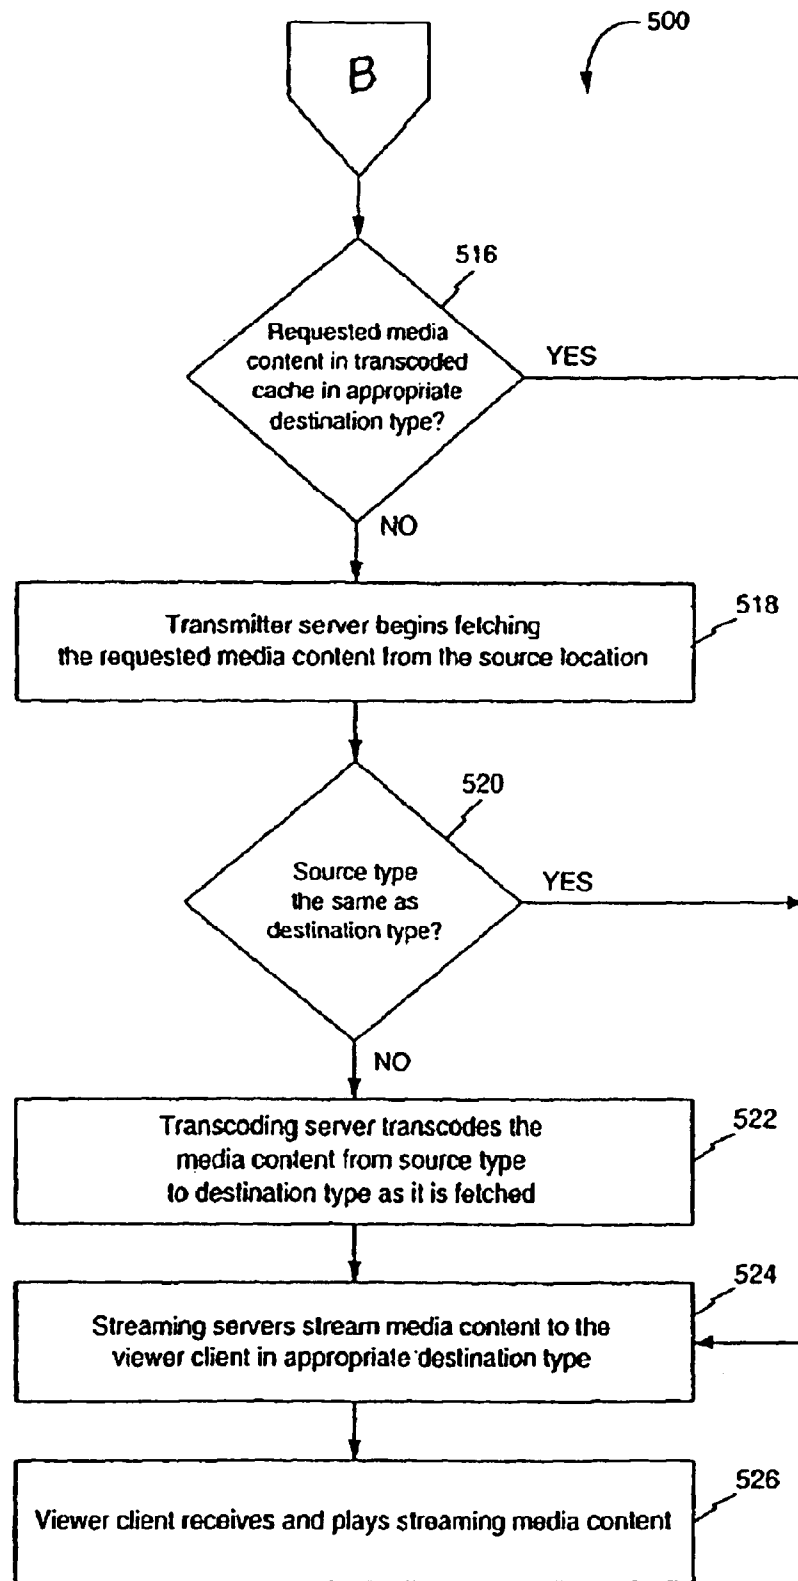 500
B
516
Requested media
content in transcoded
cache in appropriate
destination type?
YES
NO
518
Transmitter server begins fetching
the requested media content from the source location
520
Source type
the same as
destination type?
YES
NO
522
Transcoding server transcodes the
media content from source type
to destination type as it is fetched
524
Streaming servers stream media content to the
viewer client in appropriate destination type
526
Viewer client receives and plays streaming media content